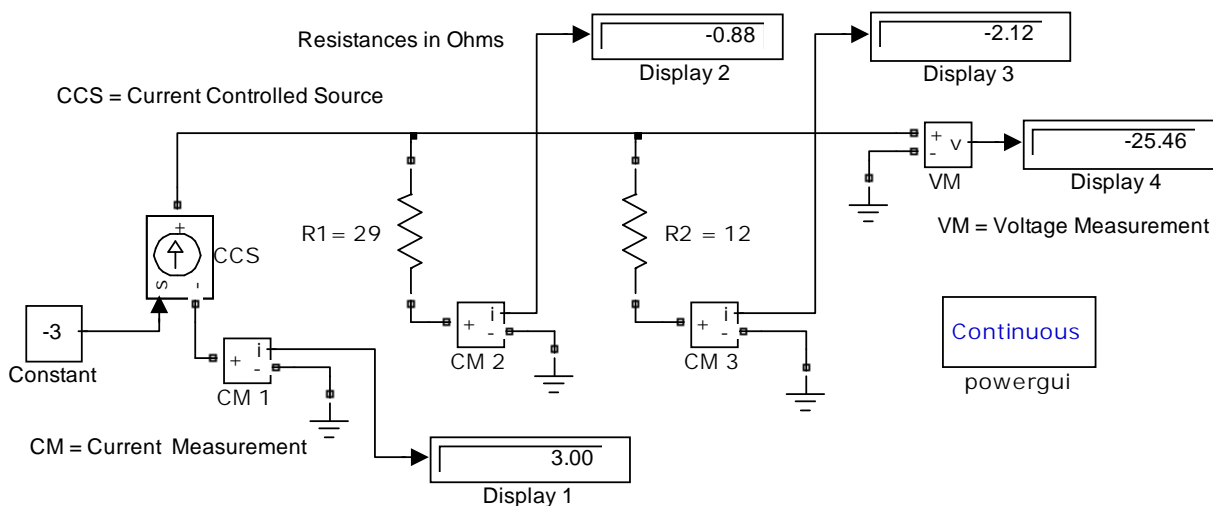 Resistances in Ohms
-0.88
Display 2
-2.12
Display 3
CCS = Current Controlled Source
+
-
v
VM
-25.46
Display 4
VM = Voltage Measurement
+
s
-
CCS
R1= 29
R2 = 12
-3
Constant
+
i
-
CM 1
+
i
-
CM 2
+
i
-
CM 3
Continuous
powergui
CM = Current Measurement
3.00
Display 1